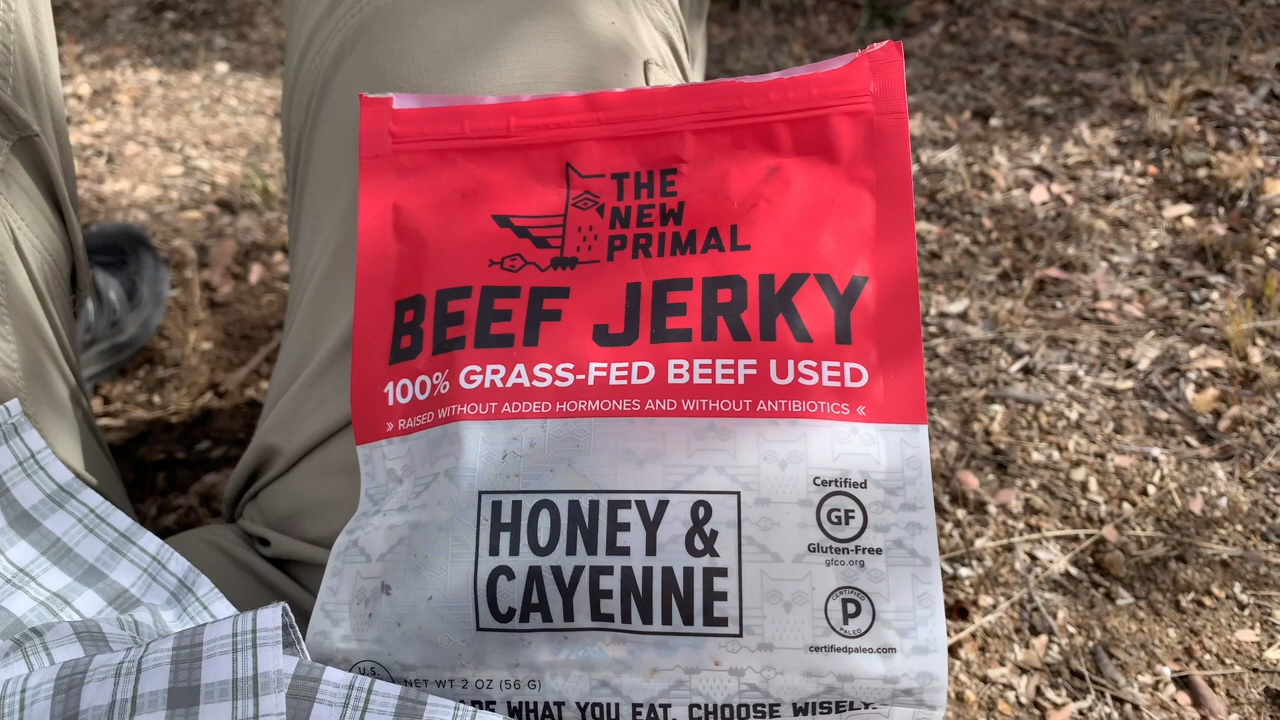 THE
NEW
PRIMAL
BEEF JERKY
100% GRASS-FED BEEF USED
» RAISED WITHOUT ADDED HORMONES AND WITHOUT ANTIBIOTICS «
HONEY &
CAYENNE
Certified
GF
Gluten-Free
gfco.org
CERTIFIED
P
PALEO
certifiedpaleo.com
U.S.
NET WT 2 OZ (56 G)
WHAT YOU EAT. CHOOSE WISELY.